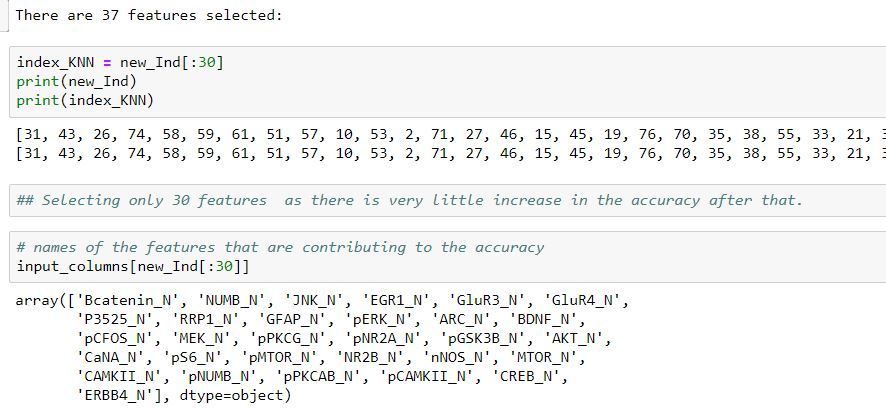 There are 37 features selected:
index_KNN = new_Ind[:30]
print(new_Ind)
print(index_KNN)
[31, 43, 26, 74, 58, 59, 61, 51, 57, 10, 53, 2, 71, 27, 46, 15, 45, 19, 76, 70, 35, 38, 55, 33, 21,
[31, 43, 26, 74, 58, 59, 61, 51, 57, 10, 53, 2, 71, 27, 46, 15, 45, 19, 76, 70, 35, 38, 55, 33, 21,
## Selecting only 30 features  as there is very little increase in the accuracy after that.
# names of the features that are contributing to the accuracy
input_columns[new_Ind[:30]]
array(['Bcatenin_N', 'NUMB_N', 'JNK_N', 'EGR1_N', 'GluR3_N', 'GluR4_N',
'P3525_N', 'RRP1_N', 'GFAP_N', 'pERK_N', 'ARC_N', 'BDNF_N',
'pCFOS_N', 'MEK_N', 'pPKCG_N', 'pNR2A_N', 'pGSK3B_N', 'AKT_N',
'CaNA_N', 'pS6_N', 'pMTOR_N', 'NR2B_N', 'nNOS_N', 'MTOR_N',
'CAMKII_N', 'pNUMB_N', 'pPKCAB_N', 'pCAMKII_N', 'CREB_N',
'ERBB4_N'], dtype=object)